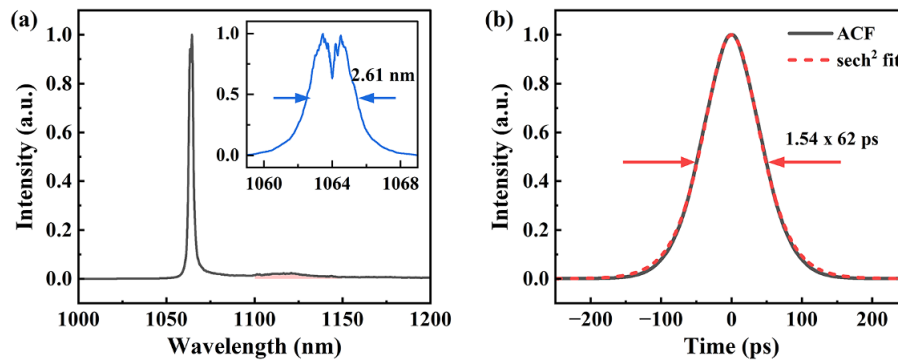 (a)
Intensity (a.u.)
1.0
0.8
0.6
0.4
0.2
0.0
1000 1050 1100 1150 1200
Wavelength (nm)
1.0
0.5
0.0
2.61 nm
1060 1064 1068
(b)
Intensity (a.u.)
1.0
0.8
0.6
0.4
0.2
0.0
ACF
sech² fit
1.54 x 62 ps
−200 −100 0 100 200
Time (ps)